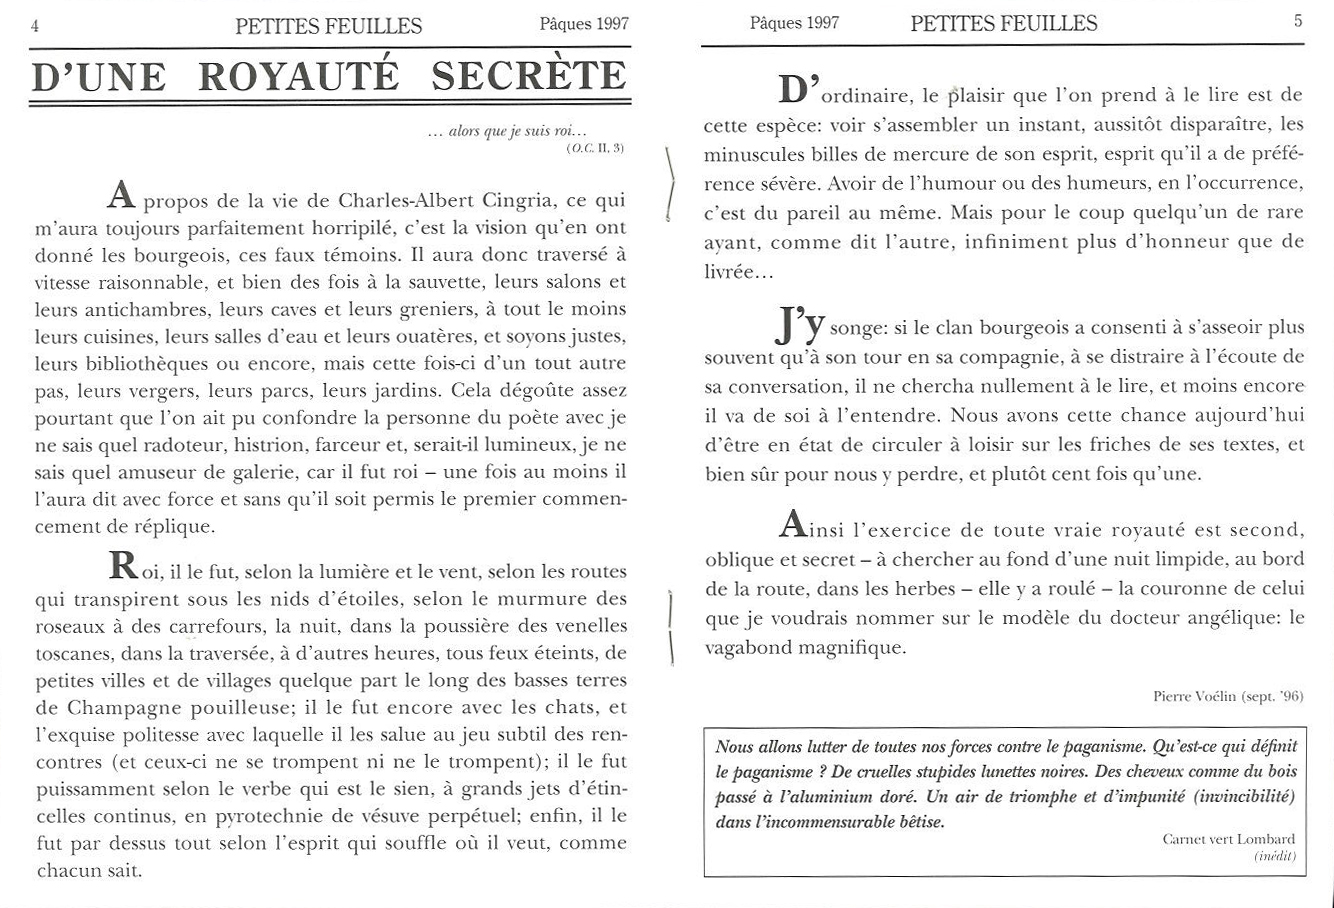 4 PETITES FEUILLES Pâques 1997
D'UNE ROYAUTÉ SECRÈTE
… alors que je suis roi…
(O.C. II, 3)
A propos de la vie de Charles-Albert Cingria, ce qui
m'aura toujours parfaitement horripilé, c'est la vision qu'en ont
donné les bourgeois, ces faux témoins. Il aura donc traversé à
vitesse raisonnable, et bien des fois à la sauvette, leurs salons et
leurs antichambres, leurs caves et leurs greniers, à tout le moins
leurs cuisines, leurs salles d'eau et leurs ouatères, et soyons justes,
leurs bibliothèques ou encore, mais cette fois-ci d'un tout autre
pas, leurs vergers, leurs parcs, leurs jardins. Cela dégoûte assez
pourtant que l'on ait pu confondre la personne du poète avec je
ne sais quel radoteur, histrion, farceur et, serait-il lumineux, je ne
sais quel amuseur de galerie, car il fut roi – une fois au moins il
l'aura dit avec force et sans qu'il soit permis le premier commen-
cement de réplique.
Roi, il le fut, selon la lumière et le vent, selon les routes
qui transpirent sous les nids d'étoiles, selon le murmure des
roseaux à des carrefours, la nuit, dans la poussière des venelles
toscanes, dans la traversée, à d'autres heures, tous feux éteints, de
petites villes et de villages quelque part le long des basses terres
de Champagne pouilleuse; il le fut encore avec les chats, et
l'exquise politesse avec laquelle il les salue au jeu subtil des ren-
contres (et ceux-ci ne se trompent ni ne le trompent); il le fut
puissamment selon le verbe qui est le sien, à grands jets d'étin-
celles continus, en pyrotechnie de vésuve perpétuel; enfin, il le
fut par dessus tout selon l'esprit qui souffle où il veut, comme
chacun sait.
Pâques 1997 PETITES FEUILLES 5
D'ordinaire, le plaisir que l'on prend à le lire est de
cette espèce: voir s'assembler un instant, aussitôt disparaître, les
minuscules billes de mercure de son esprit, esprit qu'il a de préfé-
rence sévère. Avoir de l'humour ou des humeurs, en l'occurrence,
c'est du pareil au même. Mais pour le coup quelqu'un de rare
ayant, comme dit l'autre, infiniment plus d'honneur que de
livrée…
J'y songe: si le clan bourgeois a consenti à s'asseoir plus
souvent qu'à son tour en sa compagnie, à se distraire à l'écoute de
sa conversation, il ne chercha nullement à le lire, et moins encore
il va de soi à l'entendre. Nous avons cette chance aujourd'hui
d'être en état de circuler à loisir sur les friches de ses textes, et
bien sûr pour nous y perdre, et plutôt cent fois qu'une.
Ainsi l'exercice de toute vraie royauté est second,
oblique et secret – à chercher au fond d'une nuit limpide, au bord
de la route, dans les herbes – elle y a roulé – la couronne de celui
que je voudrais nommer sur le modèle du docteur angélique: le
vagabond magnifique.
Pierre Voélin (sept. '96)
Nous allons lutter de toutes nos forces contre le paganisme. Qu'est-ce qui définit
le paganisme ? De cruelles stupides lunettes noires. Des cheveux comme du bois
passé à l'aluminium doré. Un air de triomphe et d'impunité (invincibilité)
dans l'incommensurable bêtise.
Carnet vert Lombard
(inédit)